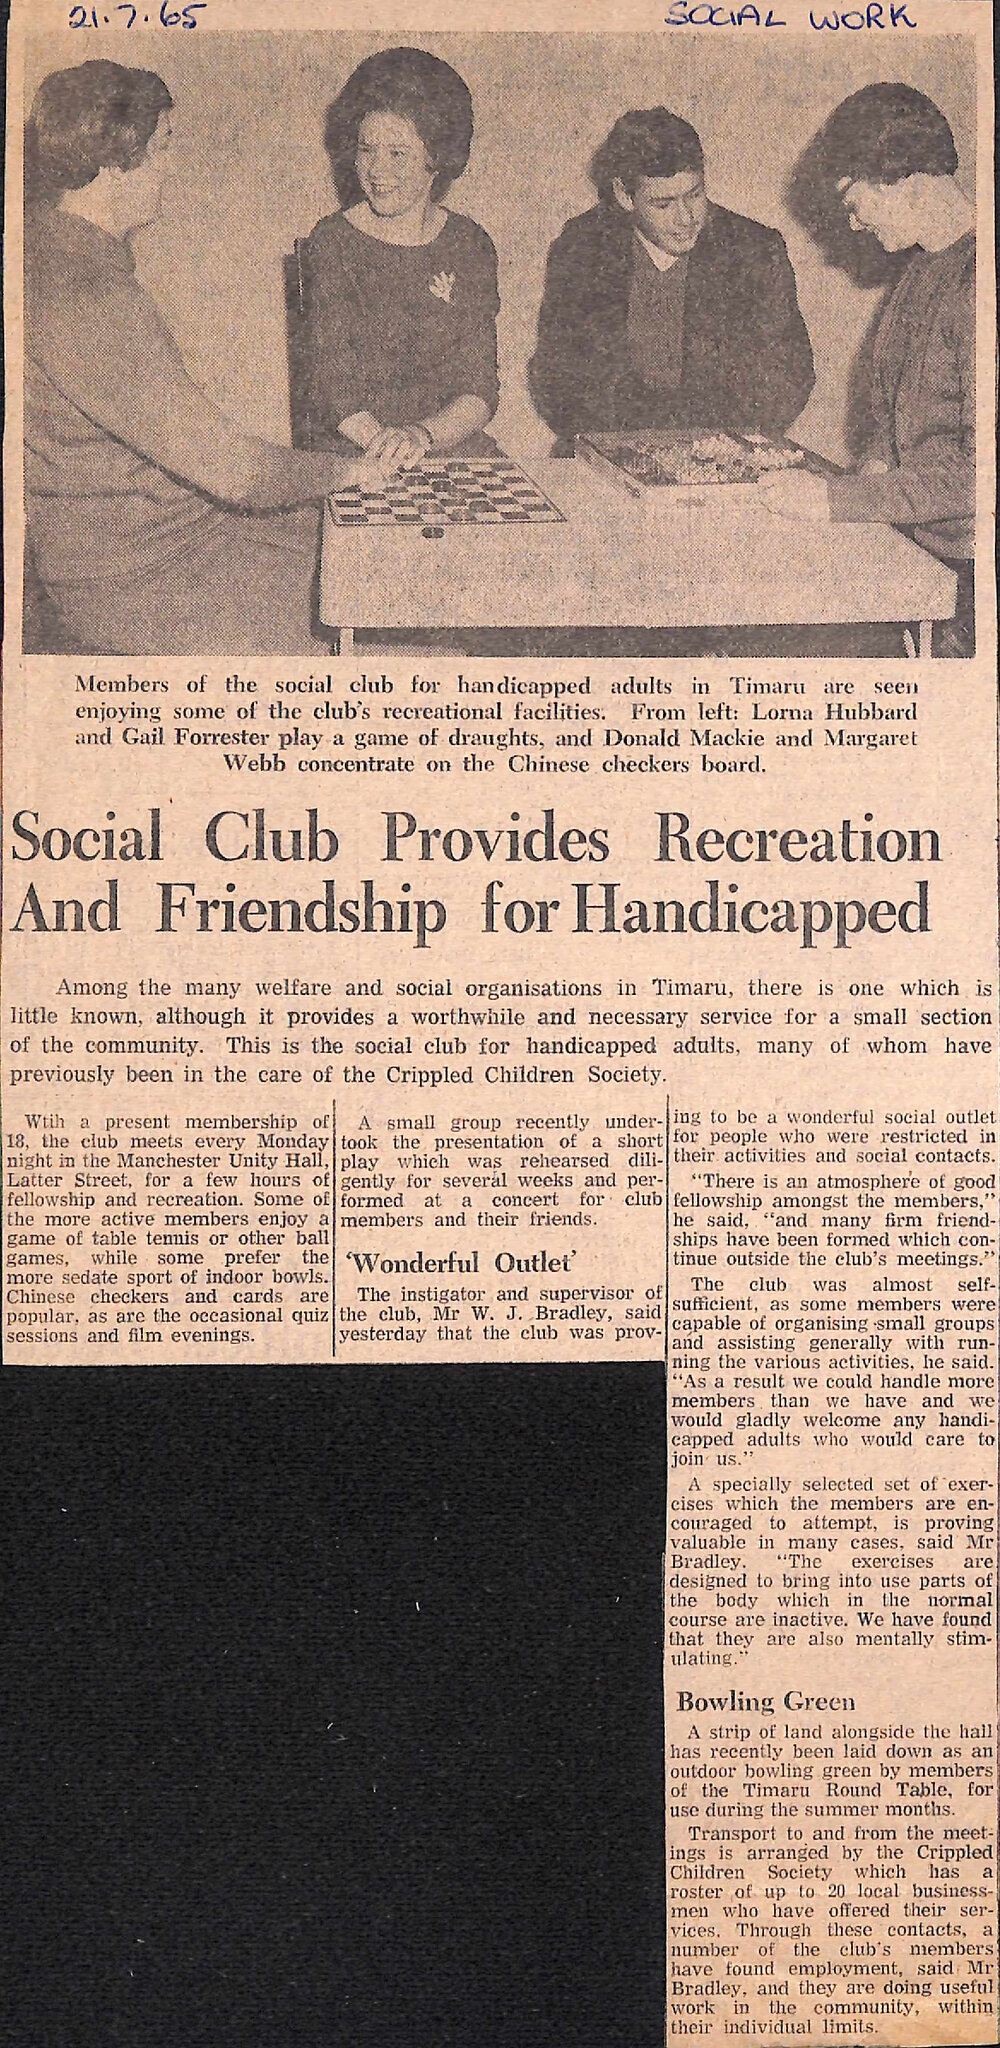 21.7.65
SOCIAL WORK
Members of the social club for handicapped adults in Timaru are seen
enjoying some of the club's recreational facilities. From left: Lorna Hubbard
and Gail Forrester play a game of draughts, and Donald Mackie and Margaret
Webb concentrate on the Chinese checkers board.
Social Club Provides Recreation
And Friendship for Handicapped
Among the many welfare and social organisations in Timaru, there is one which is
little known, although it provides a worthwhile and necessary service for a small section
of the community. This is the social club for handicapped adults, many of whom have
previously been in the care of the Crippled Children Society.
Wtih a present membership of
18, the club meets every Monday
night in the Manchester Unity Hall,
Latter Street, for a few hours of
fellowship and recreation. Some of
the more active members enjoy a
game of table tennis or other ball
games, while some prefer the
more sedate sport of indoor bowls.
Chinese checkers and cards are
popular, as are the occasional quiz
sessions and film evenings.
A small group recently under-
took the presentation of a short
play which was rehearsed dili-
gently for several weeks and per-
formed at a concert for club
members and their friends.
'Wonderful Outlet'
The instigator and supervisor of
the club, Mr W. J. Bradley, said
yesterday that the club was prov-
ing to be a wonderful social outlet
for people who were restricted in
their activities and social contacts.
"There is an atmosphere of good
fellowship amongst the members,"
he said, "and many firm friend-
ships have been formed which con-
tinue outside the club's meetings."
The club was almost self-
sufficient, as some members were
capable of organising small groups
and assisting generally with run-
ning the various activities, he said.
"As a result we could handle more
members than we have and we
would gladly welcome any handi-
capped adults who would care to
join us."
A specially selected set of exer-
cises which the members are en-
couraged to attempt, is proving
valuable in many cases, said Mr
Bradley. "The exercises are
designed to bring into use parts of
the body which in the normal
course are inactive. We have found
that they are also mentally stim-
ulating."
Bowling Green
A strip of land alongside the hall
has recently been laid down as an
outdoor bowling green by members
of the Timaru Round Table, for
use during the summer months.
Transport to and from the meet-
ings is arranged by the Crippled
Children Society which has a
roster of up to 20 local business-
men who have offered their ser-
vices. Through these contacts, a
number of the club's members
have found employment, said Mr
Bradley, and they are doing useful
work in the community, within
their individual limits.